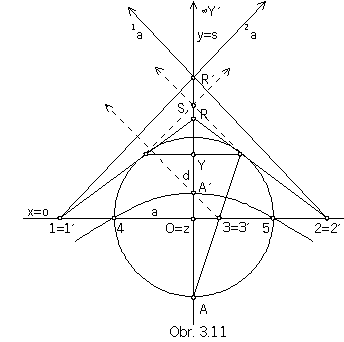 ∞Y´
¹a
y=s
²a
R´
S
R
Y
d
A´
x=o
a
1=1´
4
O=z
3=3´
5
2=2´
A
Obr. 3.11